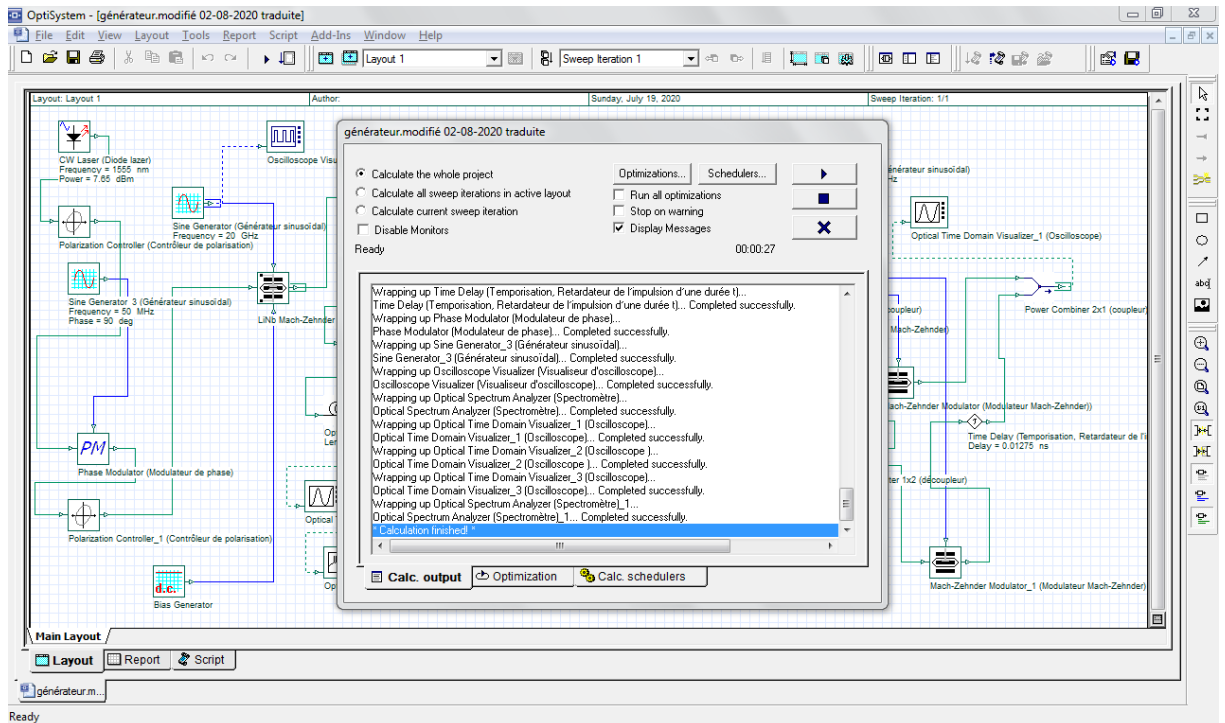 OptiSystem - [générateur.modifié 02-08-2020 traduite]
File Edit View Layout Tools Report Script Add-Ins Window Help
Layout 1
Sweep Iteration 1
Layout: Layout 1
Author:
Sunday, July 19, 2020
Sweep Iteration: 1/1
CW Laser (Diode lazer)
Frequency = 1555 nm
Power = 7.65 dBm
Oscilloscope Visu
Sine Generator (Générateur sinusoïdal)
Frequency = 20 GHz
Polarization Controller (Contrôleur de polarisation)
Sine Generator_3 (Générateur sinusoïdal)
Frequency = 50 MHz
Phase = 90 deg
LiNb Mach-Zehnder
PM
Phase Modulator (Modulateur de phase)
Op
Len
Optical
Polarization Controller_1 (Contrôleur de polarisation)
Op
d.c.
Bias Generator
générateur.modifié 02-08-2020 traduite
Calculate the whole project
Calculate all sweep iterations in active layout
Calculate current sweep iteration
Disable Monitors
Optimizations...
Schedulers...
Run all optimizations
Stop on warning
Display Messages
Ready
00:00:27
Wrapping up Time Delay (Temporisation, Retardateur de l'impulsion d'une durée t)...
Time Delay (Temporisation, Retardateur de l'impulsion d'une durée t)... Completed successfully.
Wrapping up Phase Modulator (Modulateur de phase)...
Phase Modulator (Modulateur de phase)... Completed successfully.
Wrapping up Sine Generator_3 (Générateur sinusoïdal)...
Sine Generator_3 (Générateur sinusoïdal)... Completed successfully.
Wrapping up Oscilloscope Visualizer (Visualiseur d'oscilloscope)...
Oscilloscope Visualizer (Visualiseur d'oscilloscope)... Completed successfully.
Wrapping up Optical Spectrum Analyzer (Spectromètre)...
Optical Spectrum Analyzer (Spectromètre)... Completed successfully.
Wrapping up Optical Time Domain Visualizer_1 (Oscilloscope)...
Optical Time Domain Visualizer_1 (Oscilloscope)... Completed successfully.
Wrapping up Optical Time Domain Visualizer_2 (Oscilloscope )...
Optical Time Domain Visualizer_2 (Oscilloscope )... Completed successfully.
Wrapping up Optical Time Domain Visualizer_3 (Oscilloscope)...
Optical Time Domain Visualizer_3 (Oscilloscope)... Completed successfully.
Wrapping up Optical Spectrum Analyzer (Spectromètre)_1...
Optical Spectrum Analyzer (Spectromètre)_1... Completed successfully.
* Calculation finished! *
Calc. output
Optimization
Calc. schedulers
énérateur sinusoïdal)
Hz
Optical Time Domain Visualizer_1 (Oscilloscope)
oupleur)
Power Combiner 2x1 (coupleur)
Mach-Zehnder)
ach-Zehnder Modulator (Modulateur Mach-Zehnder))
Time Delay (Temporisation, Retardateur de l'i
Delay = 0.01275 ns
ter 1x2 (découpleur)
Mach-Zehnder Modulator_1 (Modulateur Mach-Zehnder)
Main Layout
Layout
Report
Script
générateur.m...
Ready